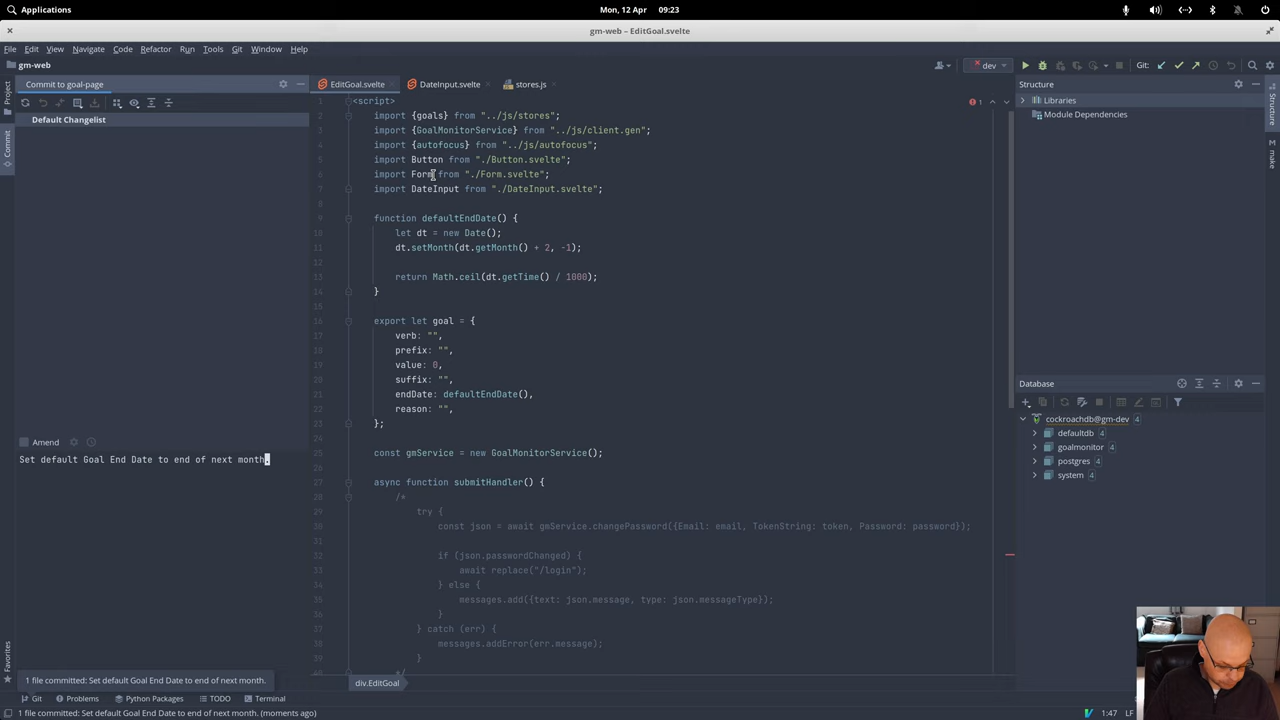 Applications
Mon, 12 Apr 09:23
gm-web – EditGoal.svelte
File Edit View Navigate Code Refactor Run Tools Git Window Help
gm-web
dev
Git:
Project
Commit
Favorites
Commit to goal-page
Default Changelist
Amend
Set default Goal End Date to end of next month.
1 file committed: Set default Goal End Date to end of next month.
EditGoal.svelte
DateInput.svelte
stores.js
1 <script>
2 import {goals} from "../js/stores";
3 import {GoalMonitorService} from "../js/client.gen";
4 import {autofocus} from "../js/autofocus";
5 import Button from "./Button.svelte";
6 import Form from "./Form.svelte";
7 import DateInput from "./DateInput.svelte";
8
9 function defaultEndDate() {
10 let dt = new Date();
11 dt.setMonth(dt.getMonth() + 2, -1);
12
13 return Math.ceil(dt.getTime() / 1000);
14 }
15
16 export let goal = {
17 verb: "",
18 prefix: "",
19 value: 0,
20 suffix: "",
21 endDate: defaultEndDate(),
22 reason: "",
23 };
24
25 const gmService = new GoalMonitorService();
26
27 async function submitHandler() {
28 /*
29 try {
30 const json = await gmService.changePassword({Email: email, TokenString: token, Password: password});
31
32 if (json.passwordChanged) {
33 await replace("/login");
34 } else {
35 messages.add({text: json.message, type: json.messageType});
36 }
37 } catch (err) {
38 messages.addError(err.message);
39 }
*/
div.EditGoal
1
Structure
Libraries
Module Dependencies
Structure
Database
make
Database
cockroachdb@gm-dev 4
defaultdb 4
goalmonitor 4
postgres 4
system 4
Git Problems Python Packages TODO Terminal
1 file committed: Set default Goal End Date to end of next month. (moments ago)
1:47 LF